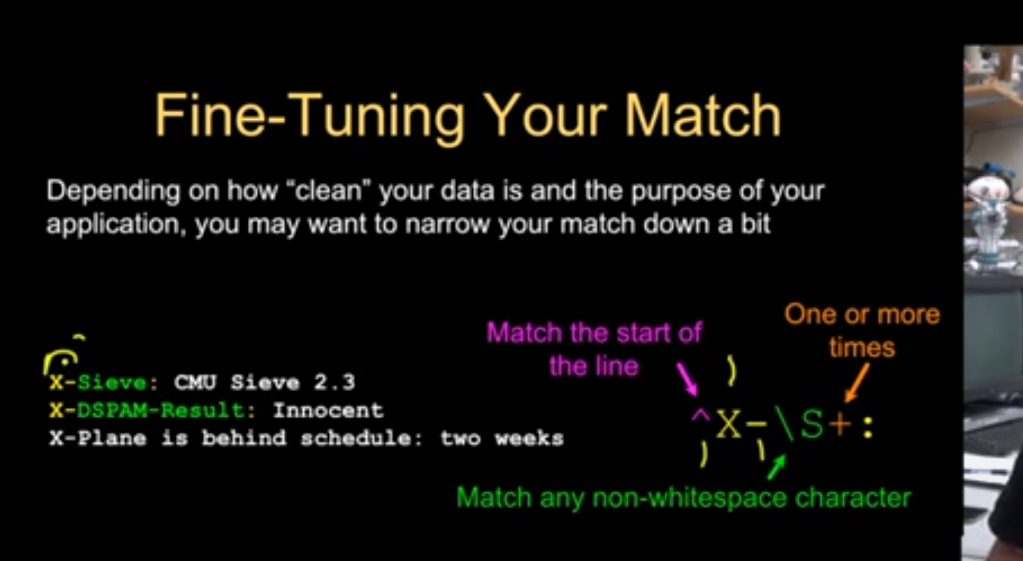 Fine-Tuning Your Match
Depending on how “clean” your data is and the purpose of your
application, you may want to narrow your match down a bit
X-Sieve: CMU Sieve 2.3
X-DSPAM-Result: Innocent
X-Plane is behind schedule: two weeks
Match the start of
the line
One or more
times
^X-\S+:
Match any non-whitespace character